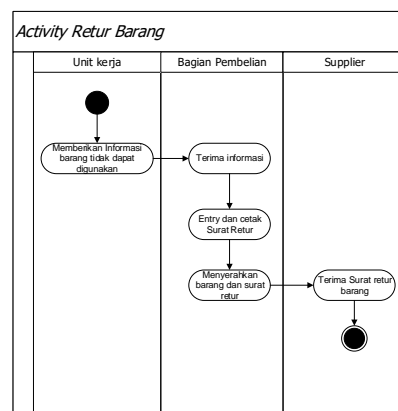 Activity Retur Barang
Unit kerja
Bagian Pembelian
Supplier
Memberikan Informasi
barang tidak dapat
digunakan
Terima informasi
Entry dan cetak
Surat Retur
Menyerahkan
barang dan surat
retur
Terima Surat retur
barang